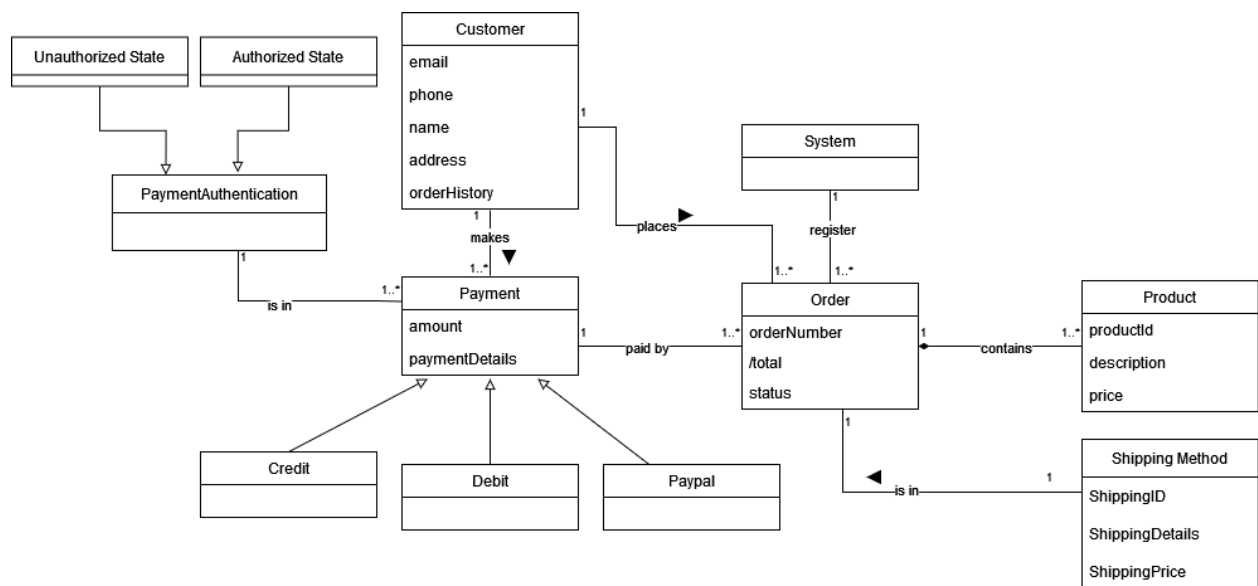 Customer
email
phone
name
address
orderHistory
Unauthorized State
Authorized State
PaymentAuthentication
1
is in
1..*
1
makes
1..*
1
places
1..*
System
1
register
1..*
Payment
amount
paymentDetails
1
paid by
1..*
Order
orderNumber
/total
status
1
contains
1..*
Product
productId
description
price
1
is in
1
Shipping Method
ShippingID
ShippingDetails
ShippingPrice
Credit
Debit
Paypal